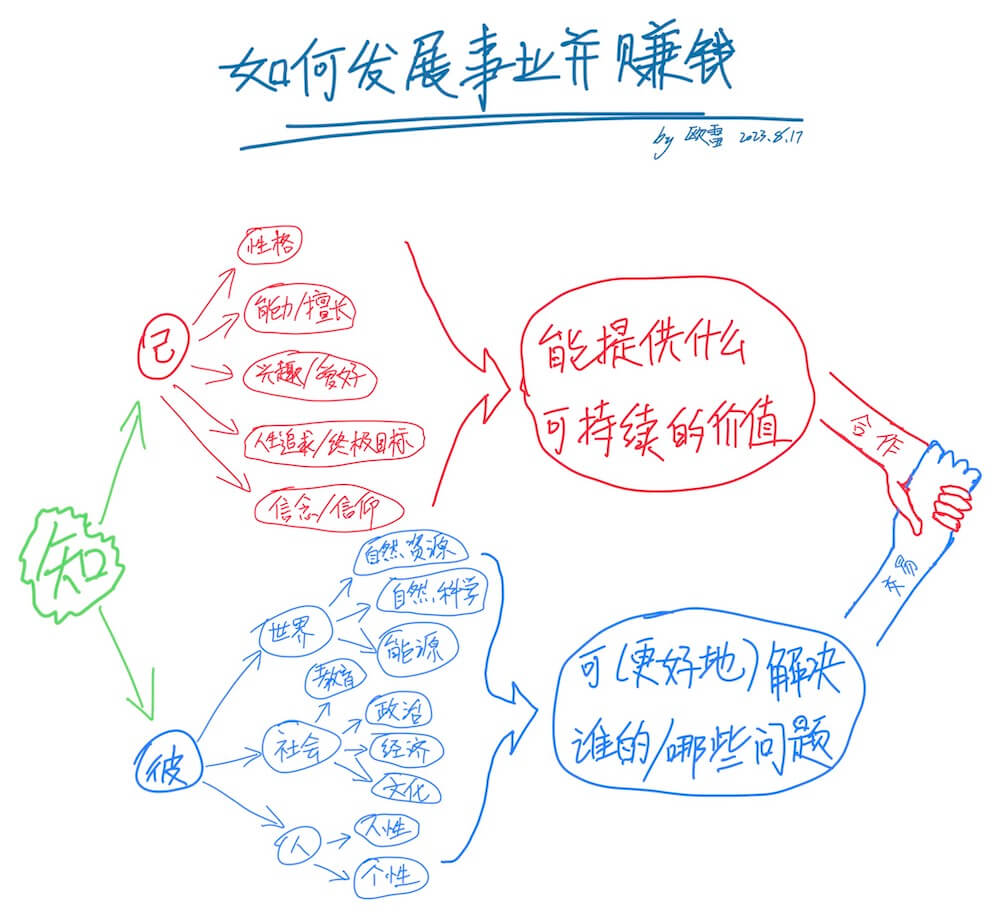 如何发展事业并赚钱
by 欧雷 2023.8.17
知
己
性格
能力/擅长
兴趣/爱好
人生追求/终极目标
信念/信仰
能提供什么
可持续的价值
合作
彼
世界
自然资源
自然科学
能源
社会
教育
政治
经济
文化
人
人性
个性
可(更好地)解决
谁的/哪些问题
交易